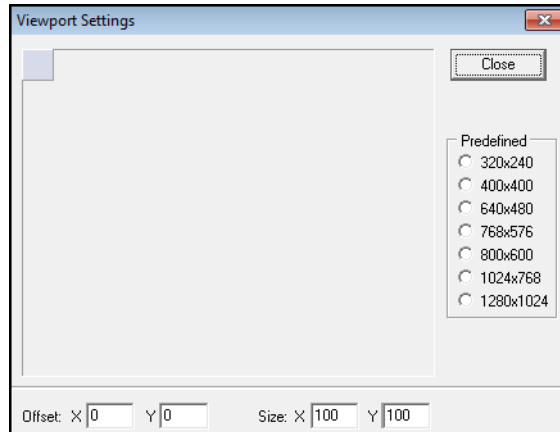 Viewport Settings
Close
Predefined
320x240
400x400
640x480
768x576
800x600
1024x768
1280x1024
Offset: X 0 Y 0 Size: X 100 Y 100